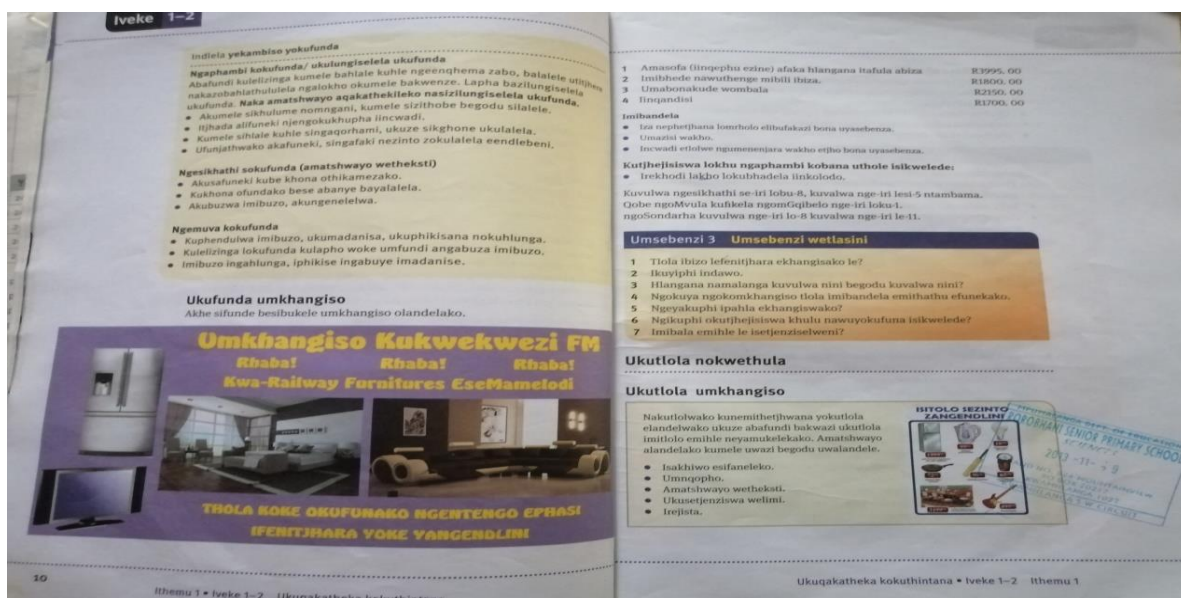 Iveke 1–2
Indlela yekambiso yokufunda
Ngaphambi kokufunda/ ukulungiselela ukufunda
Abafundi kulelizinga kumele bahlale kuhle ngeenqhema zabo, balalele utitjhere
nakazobahlathululela ngalokho okumele bakwenze. Lapha bazilungiselela
ukufunda. Naka amatshwayo aqakathekileko nasizilungiselela ukufunda.
• Akumele sikhulume nomngani, kumele sizithobe begodu silalele.
• Itjhada alifuneki njengokukhupha iincwadi.
• Kumele sihlale kuhle singaqorhami, ukuze sikghone ukulalela.
• Ufunjathwako akafuneki, singafaki nezinto zokulalela eendlebeni.
Ngesikhathi sokufunda (amatshwayo wetheksti)
• Akusafuneki kube khona othikamezako.
• Kukhona ofundako bese abanye bayalalela.
• Akubuzwa imibuzo, akungenelelwa.
Ngemuva kokufunda
• Kuphendulwa imibuzo, ukumadanisa, ukuphikisana nokuhlunga.
• Kulelizinga lokufunda kulapho woke umfundi angabuza imibuzo.
• Imibuzo ingahlunga, iphikise ingabuye imadanise.
Ukufunda umkhangiso
Akhe sifunde besibukele umkhangiso olandelako.
Umkhangiso Kukwekwezi FM
Rhaba! Rhaba! Rhaba!
Kwa-Railway Furnitures EseMamelodi
THOLA KOKE OKUFUNAKO NGENTENGO EPHASI
IFENITJHARA YOKE YANGENDLINI
10
Ithemu 1 • Iveke 1–2 Ukuqakatheka kokuthintana
1 Amasofa (iinqephu ezine) afaka hlangana itafula abiza R3995, 00
2 Imibhede nawuthenge mibili ibiza. R1800, 00
3 Umabonakude wombala R2150, 00
4 Iinqandisi R1700, 00
Imibandela
• Iza nephetjhana lomrholo elibufakazi bona uyasebenza.
• Umazisi wakho.
• Incwadi etlolwe ngumenenjara wakho etjho bona uyasebenza.
Kutjhejisiswa lokhu ngaphambi kobana uthole isikwelede:
• Irekhodi lakho lokubhadela iinkolodo.
Kuvulwa ngesikhathi se-iri lobu-8, kuvalwa nge-iri lesi-5 ntambama.
Qobe ngoMvula kufikela ngomGqibelo nge-iri loku-1.
ngoSondarha kuvulwa nge-iri lo-8 kuvalwa nge-iri le-11.
Umsebenzi 3 Umsebenzi wetlasini
1 Tlola ibizo lefenitjhara ekhangisako le?
2 Ikuyiphi indawo.
3 Hlangana namalanga kuvulwa nini begodu kuvalwa nini?
4 Ngokuya ngokomkhangiso tlola imibandela emithathu efunekako.
5 Ngeyakuphi ipahla ekhangiswako?
6 Ngikuphi okutjhejisiswa khulu nawuyokufuna isikwelede?
7 Imibala emihle le isetjenziselweni?
Ukutlola nokwethula
Ukutlola umkhangiso
Nakutlolwako kunemithetjhwana yokutlola
elandelwako ukuze abafundi bakwazi ukutlola
imitlolo emihle neyamukelekako. Amatshwayo
alandelako kumele uwazi begodu uwalandele.
• Isakhiwo esifaneleko.
• Umnqopho.
• Amatshwayo wetheksti.
• Ukusetjenziswa welimi.
• Irejista.
ISITOLO SEZINTO
ZANGENDLINI
SENIOR PRIMARY SCHOOL
2013 -11-
Ukuqakatheka kokuthintana • Iveke 1–2 Ithemu 1